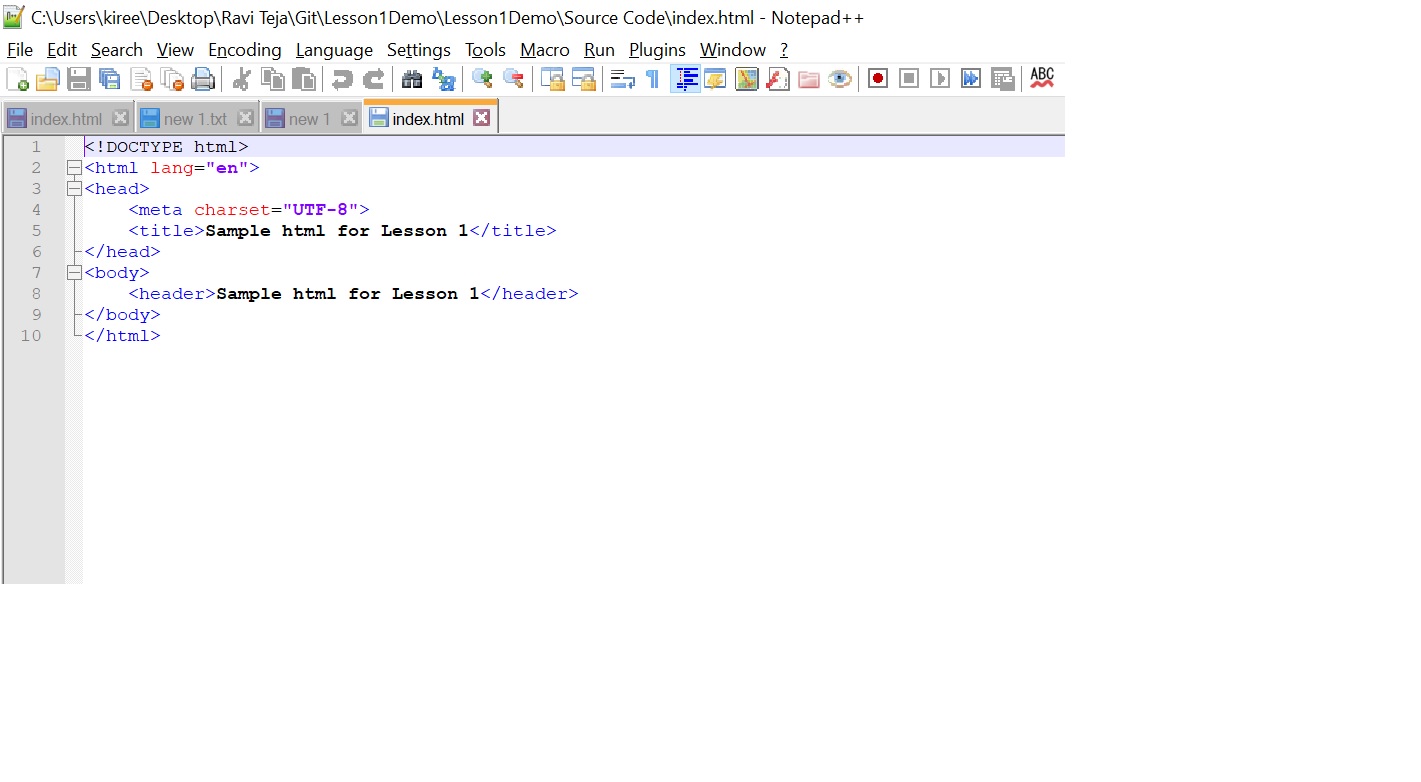 C:\Users\kiree\Desktop\Ravi Teja\Git\Lesson1Demo\Lesson1Demo\Source Code\index.html - Notepad++
File Edit Search View Encoding Language Settings Tools Macro Run Plugins Window ?
ABC
index.html new 1.txt new 1 index.html
1 <!DOCTYPE html>
2 <html lang="en">
3 <head>
4     <meta charset="UTF-8">
5     <title>Sample html for Lesson 1</title>
6 </head>
7 <body>
8     <header>Sample html for Lesson 1</header>
9 </body>
10 </html>